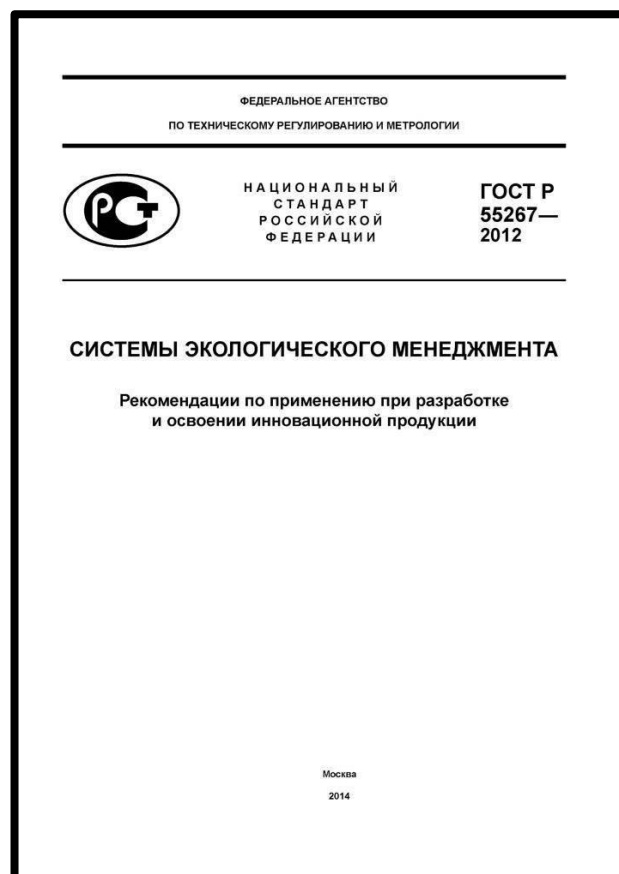 ФЕДЕРАЛЬНОЕ АГЕНТСТВО
ПО ТЕХНИЧЕСКОМУ РЕГУЛИРОВАНИЮ И МЕТРОЛОГИИ
РСТ
НАЦИОНАЛЬНЫЙ
СТАНДАРТ
РОССИЙСКОЙ
ФЕДЕРАЦИИ
ГОСТ Р
55267—
2012
СИСТЕМЫ ЭКОЛОГИЧЕСКОГО МЕНЕДЖМЕНТА
Рекомендации по применению при разработке
и освоении инновационной продукции
Москва
2014